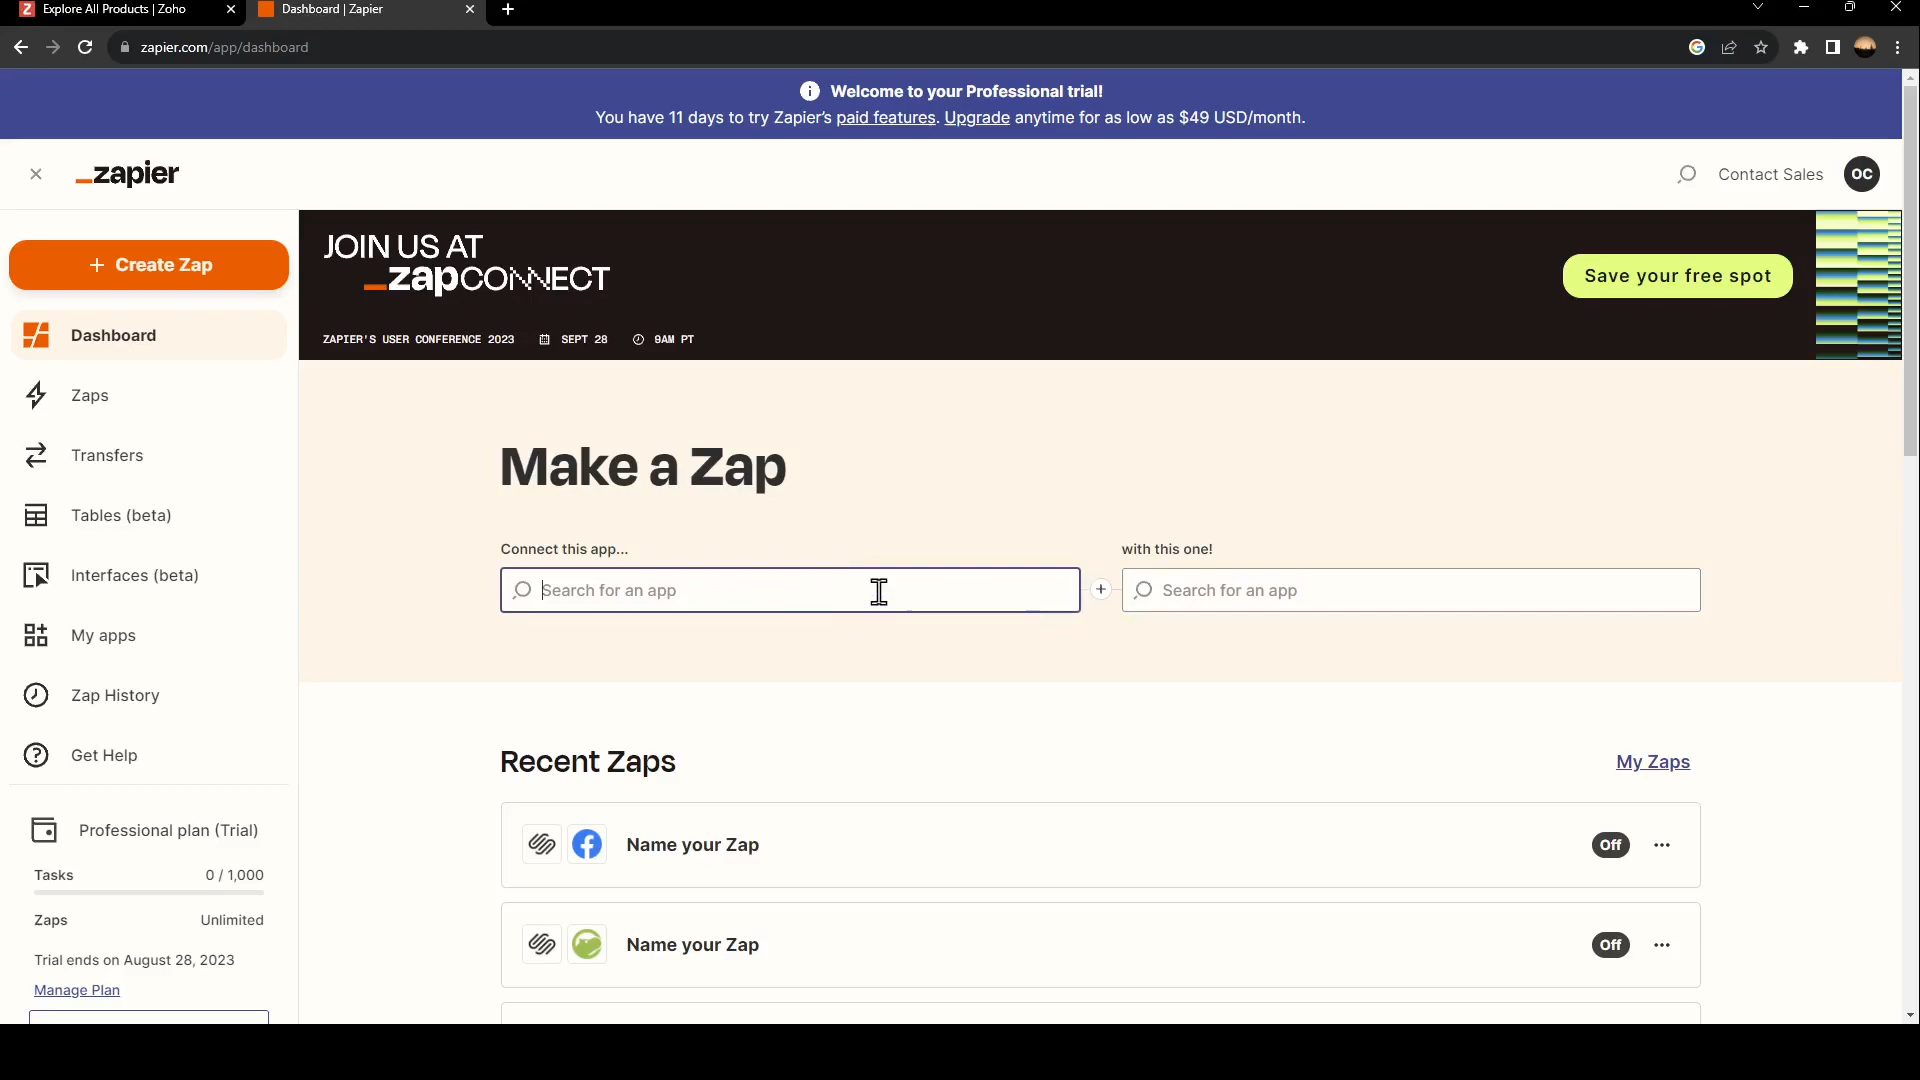 Explore All Products | Zoho
Dashboard | Zapier
zapier.com/app/dashboard
Welcome to your Professional trial!
You have 11 days to try Zapier's paid features. Upgrade anytime for as low as $49 USD/month.
_zapier
Contact Sales
OC
+ Create Zap
Dashboard
Zaps
Transfers
Tables (beta)
Interfaces (beta)
My apps
Zap History
Get Help
Professional plan (Trial)
Tasks 0 / 1,000
Zaps Unlimited
Trial ends on August 28, 2023
Manage Plan
JOIN US AT
_zapCONNECT
ZAPIER'S USER CONFERENCE 2023 SEPT 28 9AM PT
Save your free spot
Make a Zap
Connect this app... with this one!
Search for an app + Search for an app
Recent Zaps My Zaps
Name your Zap Off ...
Name your Zap Off ...